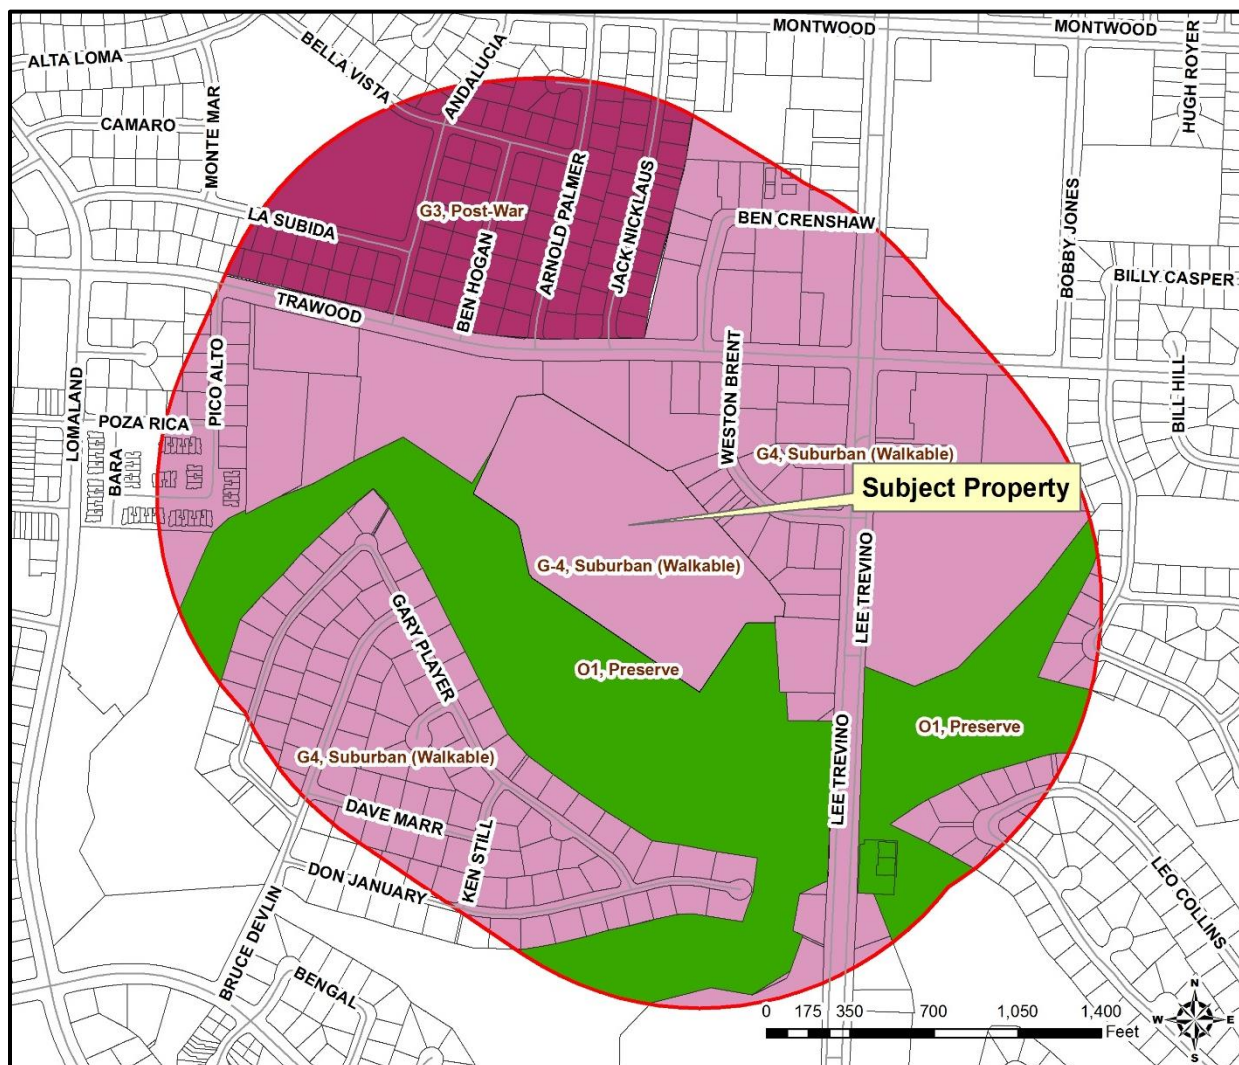 MONTWOOD
MONTWOOD
HUGH ROYER
ALTA LOMA
BELLA VISTA
ANDALUCIA
CAMARO
MONTE MAR
LA SUBIDA
G3, Post-War
ARNOLD PALMER
JACK NICKLAUS
BEN HOGAN
BEN CRENSHAW
BOBBY JONES
BILLY CASPER
TRAWOOD
PICO ALTO
LOMALAND
POZA RICA
BARA
WESTON BRENT
BILL HILL
G4, Suburban (Walkable)
Subject Property
G-4, Suburban (Walkable)
LEE TREVINO
GARY PLAYER
O1, Preserve
O1, Preserve
LEE TREVINO
G4, Suburban (Walkable)
DAVE MARR
KEN STILL
DON JANUARY
BRUCE DEVLIN
BENGAL
LEO COLLINS
N
W
E
S
0 175 350 700 1,050 1,400
Feet